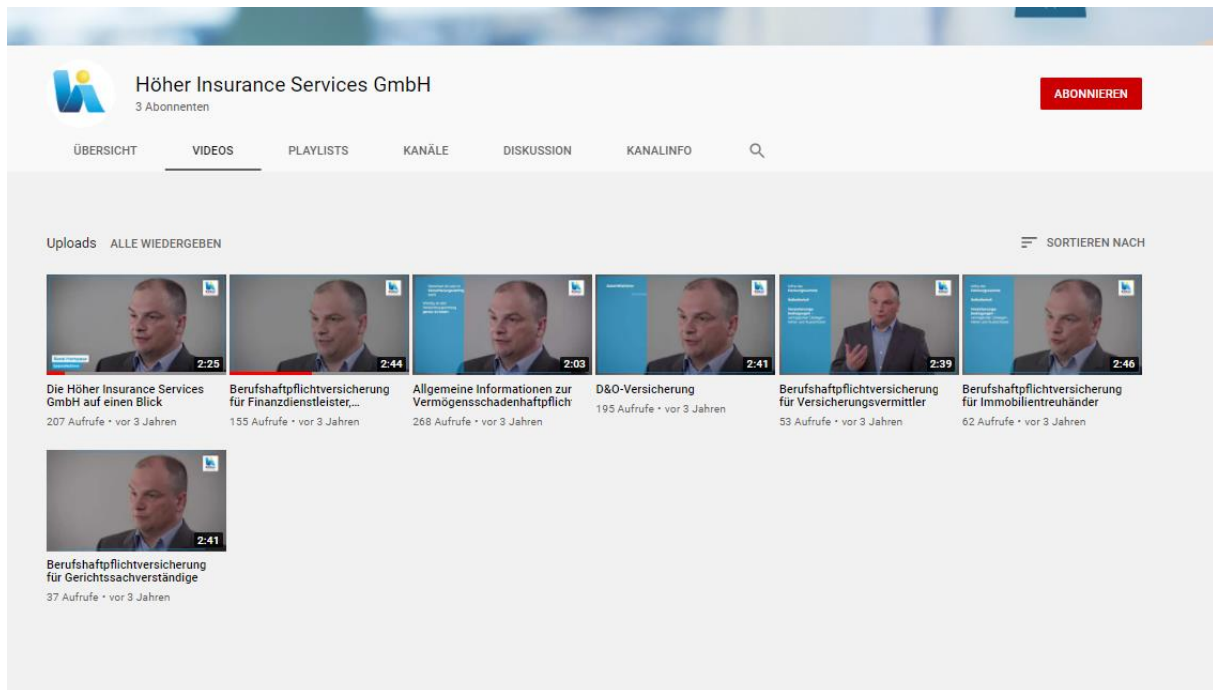 Höher Insurance Services GmbH
3 Abonnenten
ABONNIEREN
ÜBERSICHT VIDEOS PLAYLISTS KANÄLE DISKUSSION KANALINFO
Uploads ALLE WIEDERGEBEN SORTIEREN NACH
2:25
Die Höher Insurance Services
GmbH auf einen Blick
207 Aufrufe • vor 3 Jahren
2:44
Berufshaftpflichtversicherung
für Finanzdienstleister,...
155 Aufrufe • vor 3 Jahren
2:03
Allgemeine Informationen zur
Vermögensschadenhaftpflicht
268 Aufrufe • vor 3 Jahren
2:41
D&O-Versicherung
195 Aufrufe • vor 3 Jahren
2:39
Berufshaftpflichtversicherung
für Versicherungsvermittler
53 Aufrufe • vor 3 Jahren
2:46
Berufshaftpflichtversicherung
für Immobilientreuhänder
62 Aufrufe • vor 3 Jahren
2:41
Berufshaftpflichtversicherung
für Gerichtssachverständige
37 Aufrufe • vor 3 Jahren